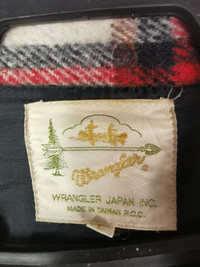 Wrangler
WRANGLER JAPAN INC.
MADE IN TAIWAN R.O.C.